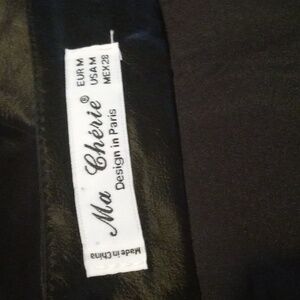 EUR M
USA M
MEX 28
Ma Chérie®
Design in Paris
Made in China